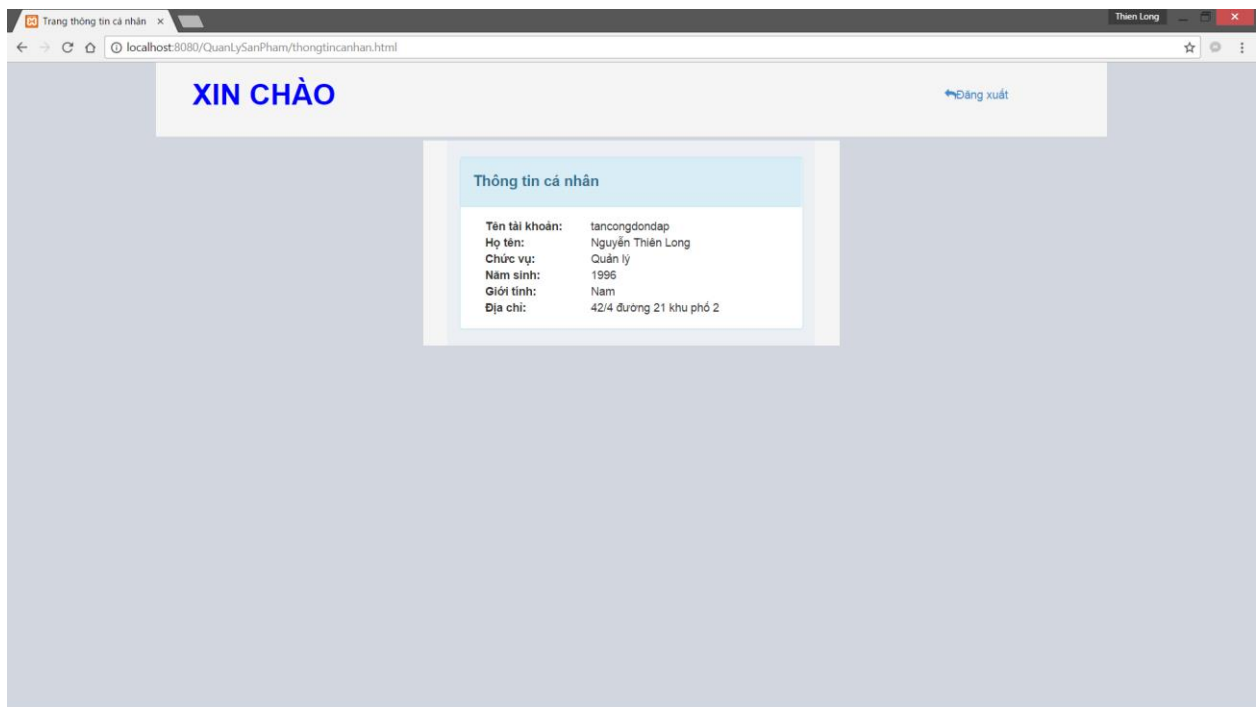 Trang thông tin cá nhân
Thien Long
localhost:8080/QuanLySanPham/thongtincanhan.html
XIN CHÀO
Đăng xuất
Thông tin cá nhân
Tên tài khoản: tancongdondap
Họ tên: Nguyễn Thiên Long
Chức vụ: Quản lý
Năm sinh: 1996
Giới tính: Nam
Địa chỉ: 42/4 đường 21 khu phố 2